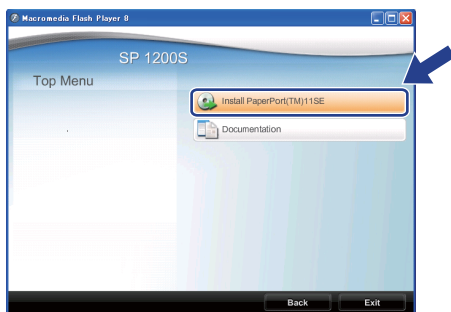 Macromedia Flash Player 8
SP 1200S
Top Menu
Install PaperPort(TM)11SE
Documentation
Back Exit